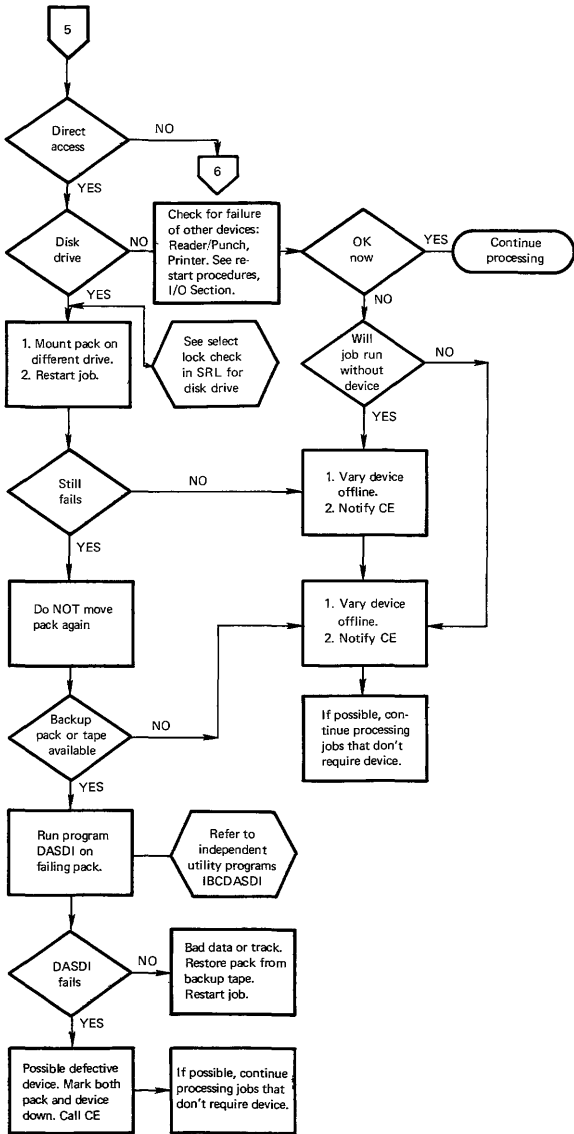 5
Direct
access
NO
6
YES
Disk
drive
NO
Check for failure
of other devices:
Reader/Punch,
Printer. See re-
start procedures,
I/O Section.
OK
now
YES
Continue
processing
NO
YES
1. Mount pack on
different drive.
2. Restart job.
See select
lock check
in SRL for
disk drive
Will
job run
without
device
NO
YES
Still
fails
NO
1. Vary device
offline.
2. Notify CE
YES
Do NOT move
pack again
1. Vary device
offline.
2. Notify CE
Backup
pack or tape
available
NO
If possible, con-
tinue processing
jobs that don't
require device.
YES
Run program
DASDI on
failing pack.
Refer to
independent
utility programs
IBCDASDI
DASDI
fails
NO
Bad data or track.
Restore pack from
backup tape.
Restart job.
YES
Possible defective
device. Mark both
pack and device
down. Call CE
If possible, continue
processing jobs that
don't require device.